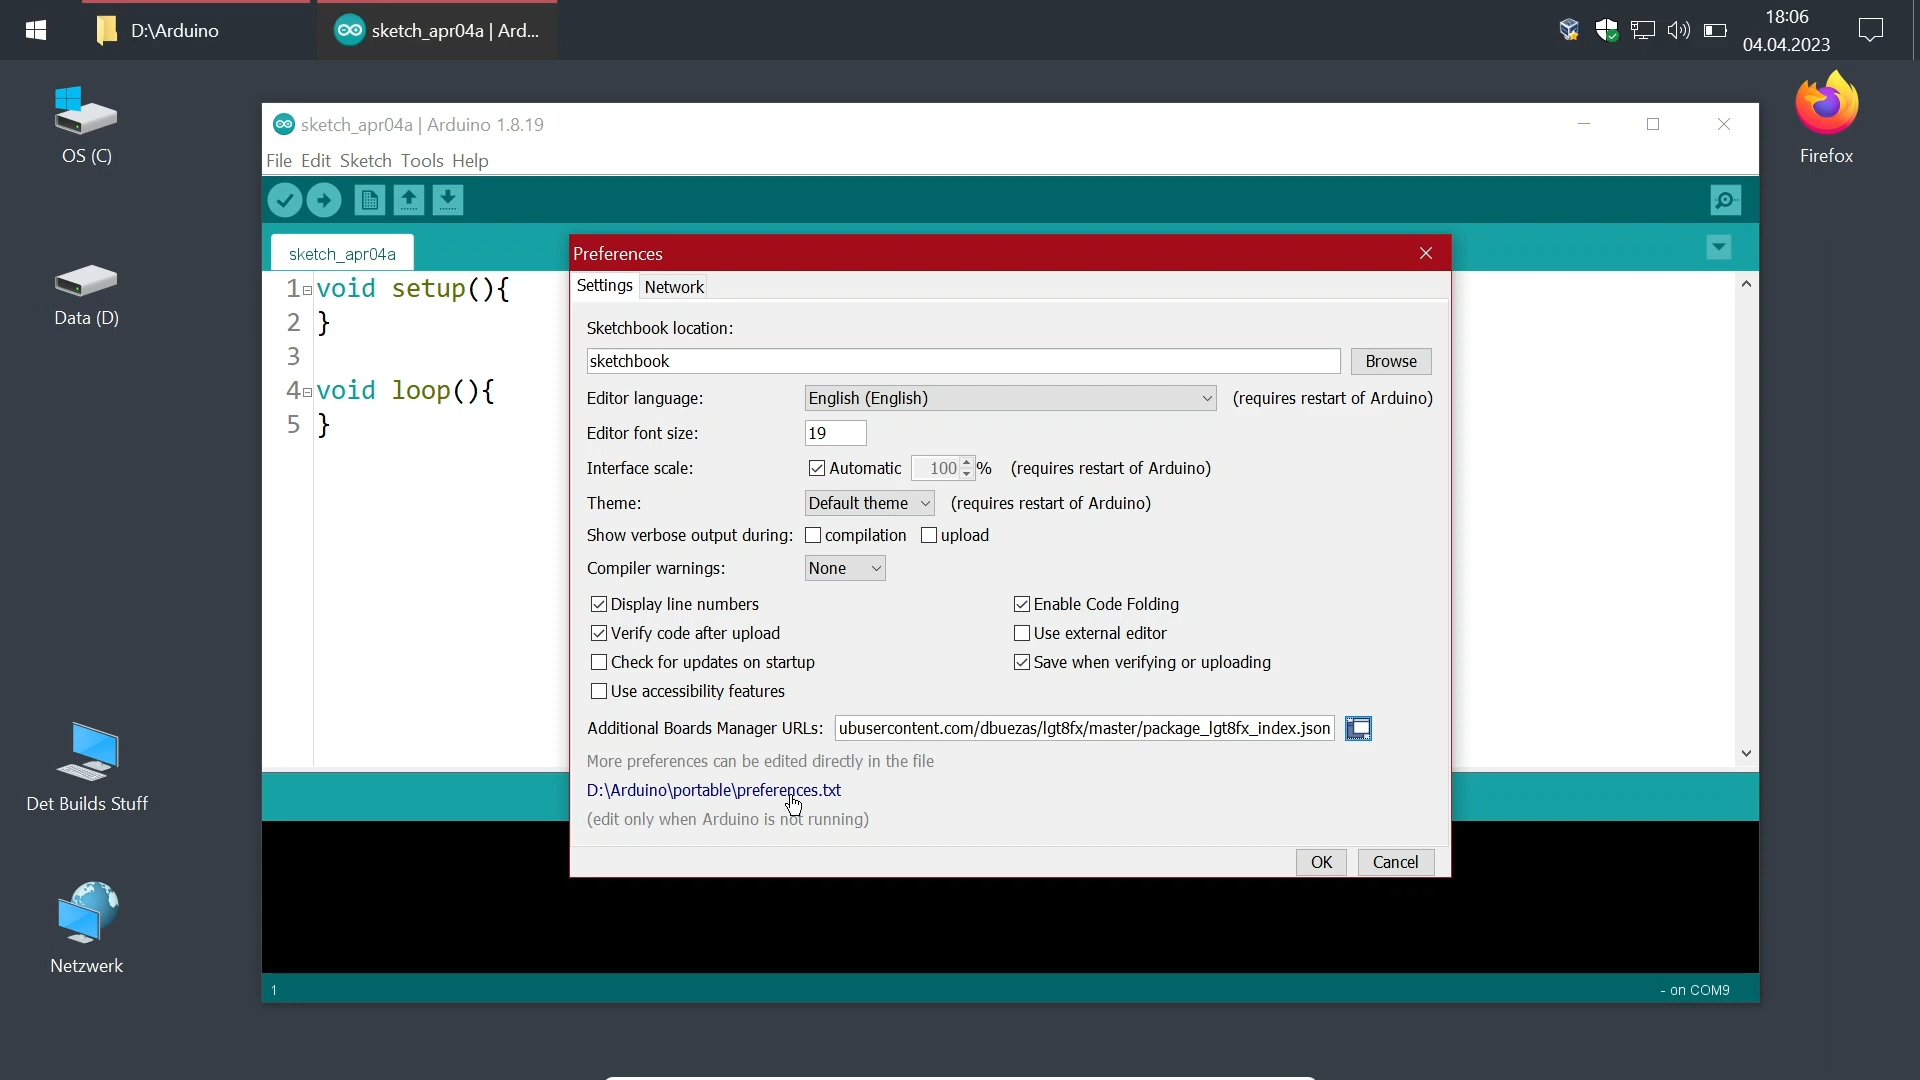 D:\Arduino
sketch_apr04a | Ard...
18:06
04.04.2023
OS (C)
Data (D)
Det Builds Stuff
Netzwerk
Firefox
sketch_apr04a | Arduino 1.8.19
File Edit Sketch Tools Help
sketch_apr04a
1 void setup(){
2 }
3
4 void loop(){
5 }
Preferences
Settings Network
Sketchbook location:
sketchbook Browse
Editor language: English (English) (requires restart of Arduino)
Editor font size: 19
Interface scale: Automatic 100 % (requires restart of Arduino)
Theme: Default theme (requires restart of Arduino)
Show verbose output during: compilation upload
Compiler warnings: None
Display line numbers Enable Code Folding
Verify code after upload Use external editor
Check for updates on startup Save when verifying or uploading
Use accessibility features
Additional Boards Manager URLs: ubusercontent.com/dbuezas/lgt8fx/master/package_lgt8fx_index.json
More preferences can be edited directly in the file
D:\Arduino\portable\preferences.txt
(edit only when Arduino is not running)
OK Cancel
1 - on COM9